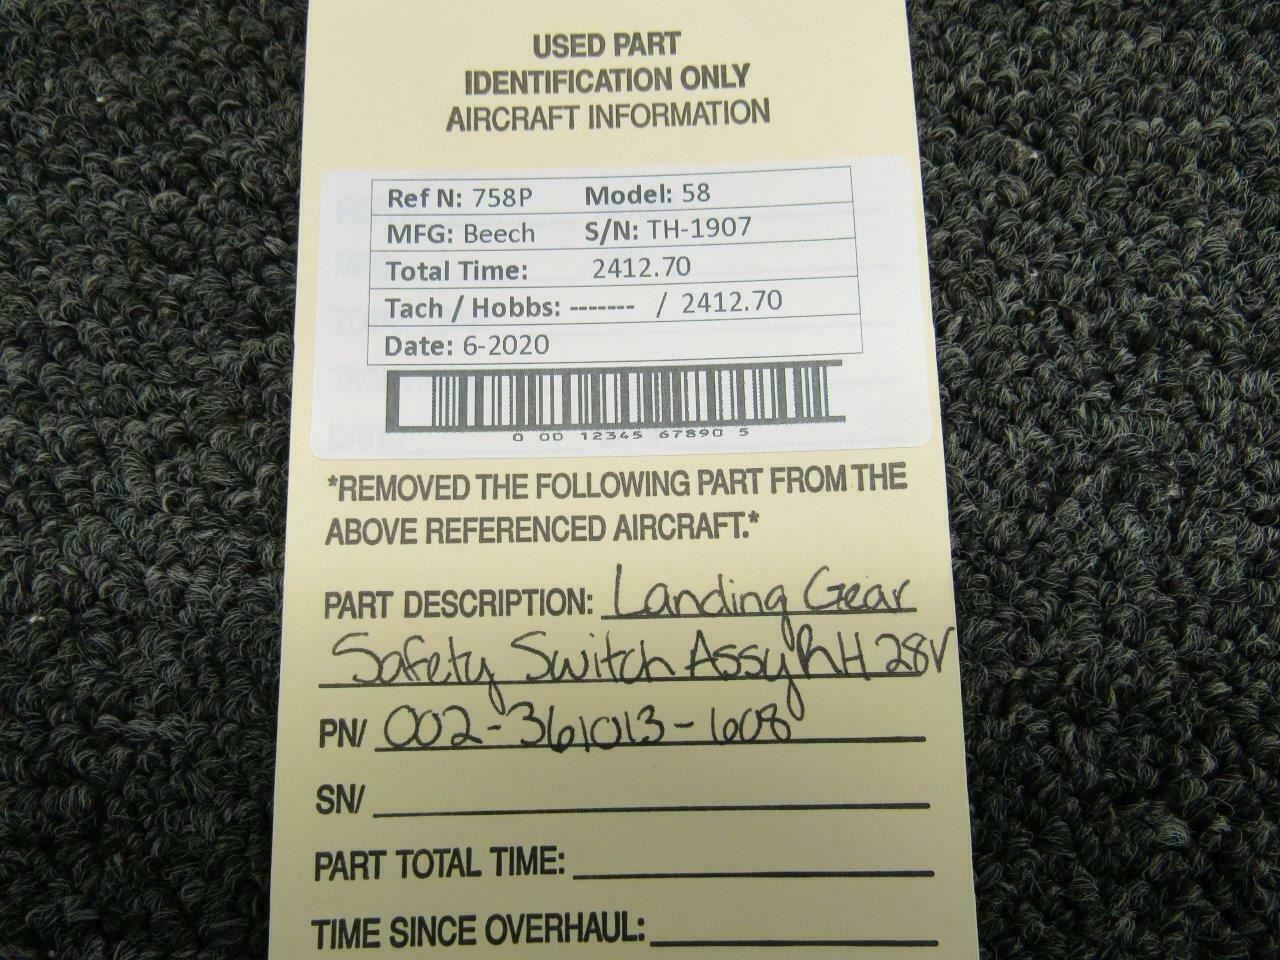 USED PART
IDENTIFICATION ONLY
AIRCRAFT INFORMATION
Ref N: 758P Model: 58
MFG: Beech S/N: TH-1907
Total Time: 2412.70
Tach / Hobbs: ------- / 2412.70
Date: 6-2020
0 00 12345 67890 5
*REMOVED THE FOLLOWING PART FROM THE
ABOVE REFERENCED AIRCRAFT.*
PART DESCRIPTION: Landing Gear
Safety Switch Assy RH 28V
PN/ 002-361013-608
SN/
PART TOTAL TIME:
TIME SINCE OVERHAUL: